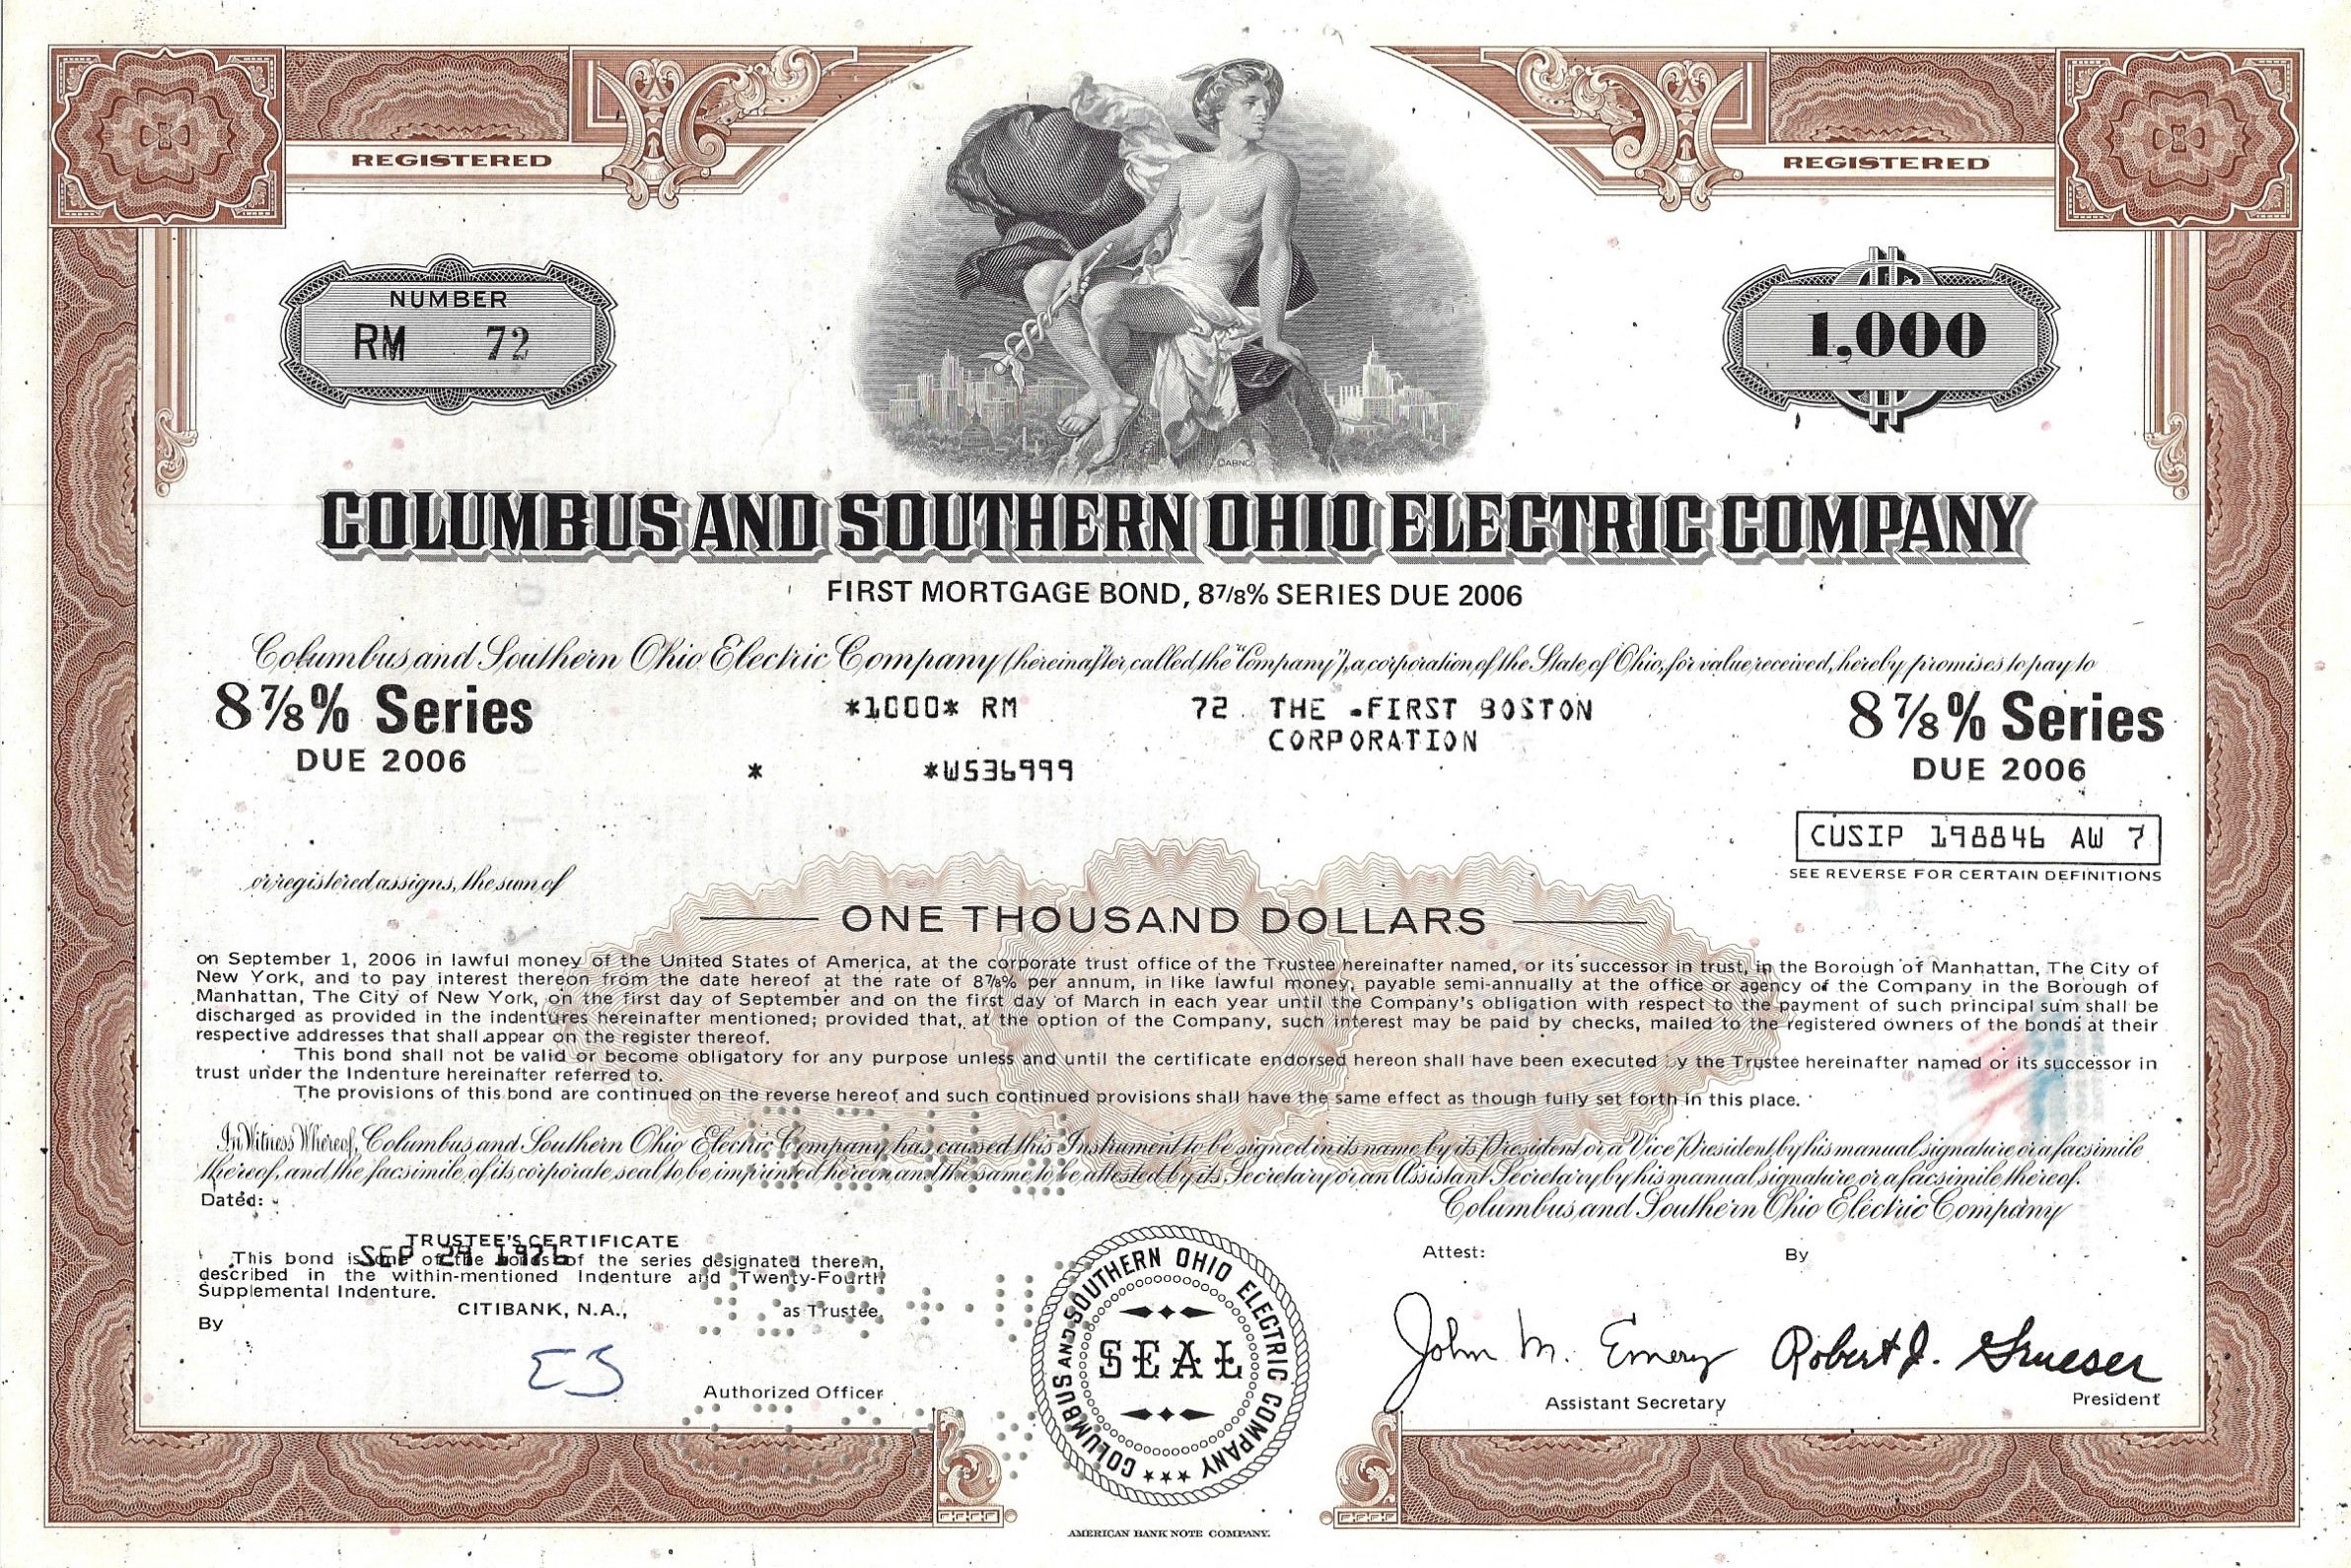 REGISTERED
REGISTERED
NUMBER
RM 72
1,000
©ABNC
COLUMBUS AND SOUTHERN OHIO ELECTRIC COMPANY
FIRST MORTGAGE BOND, 8 7/8% SERIES DUE 2006
Columbus and Southern Ohio Electric Company (hereinafter called the "Company"), a corporation of the State of Ohio, for value received, hereby promises to pay to
8 7/8% Series
DUE 2006
*1000* RM 72 THE FIRST BOSTON
CORPORATION
* *W536999
8 7/8% Series
DUE 2006
CUSIP 198846 AW 7
SEE REVERSE FOR CERTAIN DEFINITIONS
or registered assigns, the sum of
ONE THOUSAND DOLLARS
on September 1, 2006 in lawful money of the United States of America, at the corporate trust office of the Trustee hereinafter named, or its successor in trust, in the Borough of Manhattan, The City of
New York, and to pay interest thereon from the date hereof at the rate of 8 7/8% per annum, in like lawful money, payable semi-annually at the office or agency of the Company in the Borough of
Manhattan, The City of New York, on the first day of September and on the first day of March in each year until the Company's obligation with respect to the payment of such principal sum shall be
discharged as provided in the indentures hereinafter mentioned; provided that, at the option of the Company, such interest may be paid by checks, mailed to the registered owners of the bonds at their
respective addresses that shall appear on the register thereof.
This bond shall not be valid or become obligatory for any purpose unless and until the certificate endorsed hereon shall have been executed by the Trustee hereinafter named or its successor in
trust under the Indenture hereinafter referred to.
The provisions of this bond are continued on the reverse hereof and such continued provisions shall have the same effect as though fully set forth in this place.
In Witness Whereof, Columbus and Southern Ohio Electric Company has caused this Instrument to be signed in its name by its President or a Vice President by his manual signature or a facsimile
thereof, and the facsimile of its corporate seal to be imprinted hereon and the same to be attested by its Secretary or an Assistant Secretary by his manual signature or a facsimile thereof.
Dated:
Columbus and Southern Ohio Electric Company
TRUSTEE'S CERTIFICATE
SEP 29 1976
This bond is one of the bonds of the series designated therein,
described in the within-mentioned Indenture and Twenty-Fourth
Supplemental Indenture.
CITIBANK, N.A., as Trustee,
By
Authorized Officer
COLUMBUS AND SOUTHERN OHIO ELECTRIC COMPANY
SEAL
Attest:
By
John M. Emery
Assistant Secretary
Robert J. Grueser
President
AMERICAN BANK NOTE COMPANY.